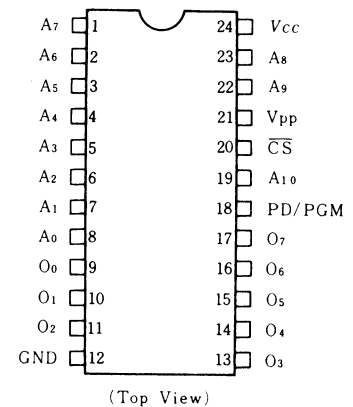 A7 1 24 Vcc
A6 2 23 A8
A5 3 22 A9
A4 4 21 Vpp
A3 5 20 C̅S̅
A2 6 19 A10
A1 7 18 PD/PGM
A0 8 17 O7
O0 9 16 O6
O1 10 15 O5
O2 11 14 O4
GND 12 13 O3
(Top View)